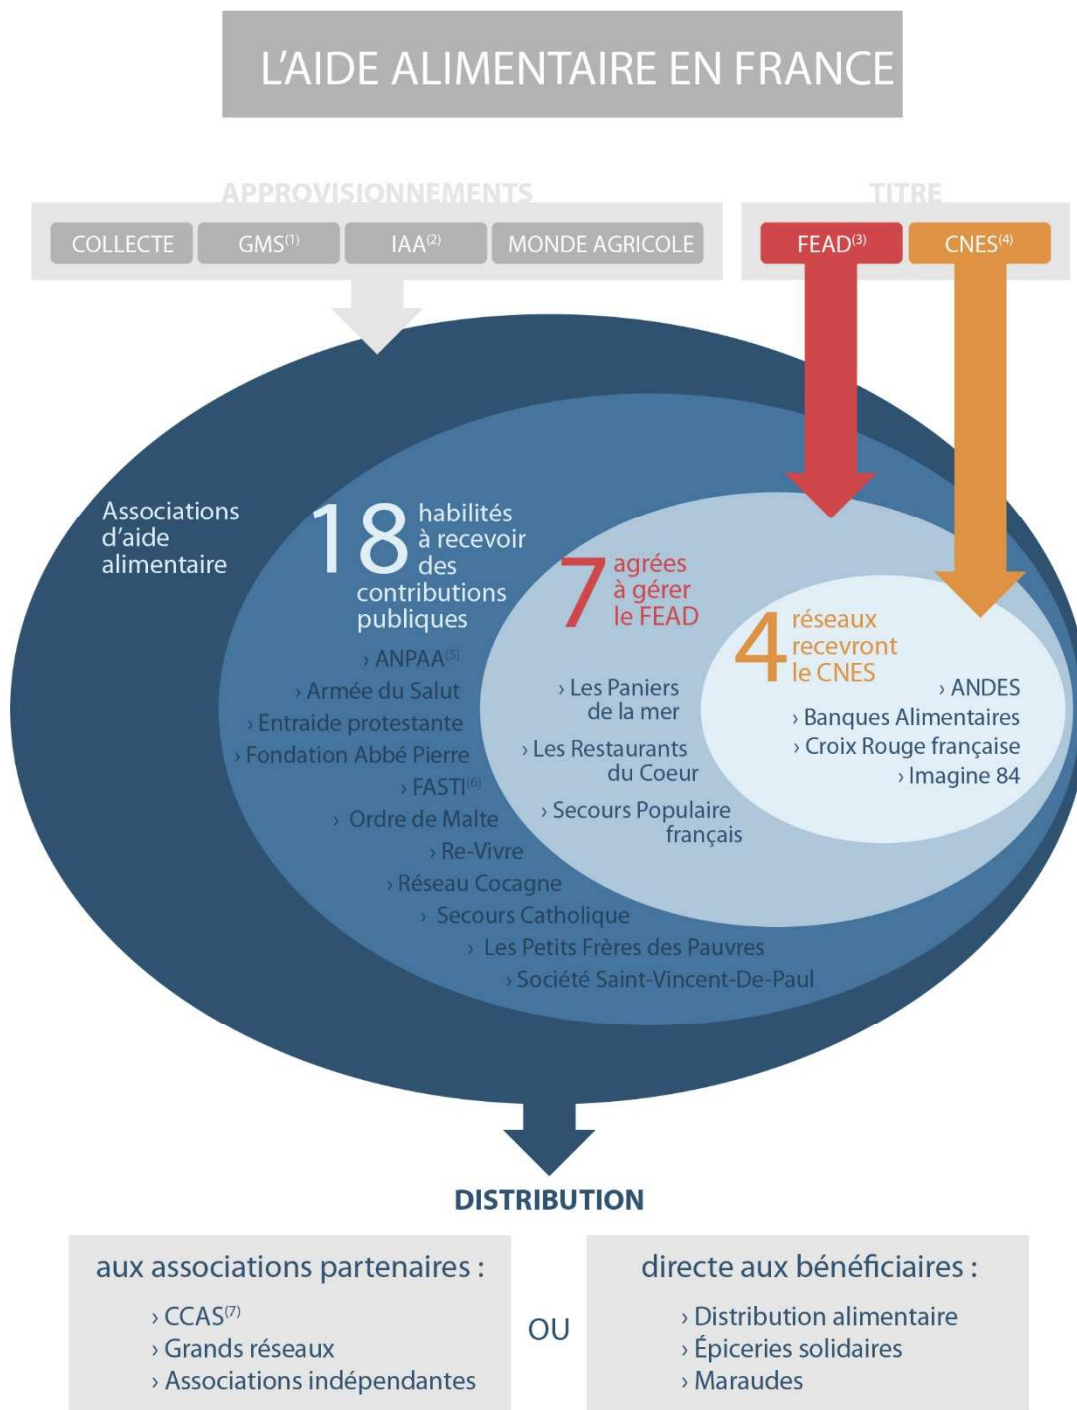 L'AIDE ALIMENTAIRE EN FRANCE
APPROVISIONNEMENTS
TITRE
COLLECTE
GMS(1)
IAA(2)
MONDE AGRICOLE
FEAD(3)
CNES(4)
Associations
d'aide
alimentaire
18 habilités
à recevoir
des
contributions
publiques
› ANPAA(5)
› Armée du Salut
› Entraide protestante
› Fondation Abbé Pierre
› FASTI(6)
› Ordre de Malte
› Re-Vivre
› Réseau Cocagne
› Secours Catholique
› Les Petits Frères des Pauvres
› Société Saint-Vincent-De-Paul
7 agrées
à gérer
le FEAD
› Les Paniers
de la mer
› Les Restaurants
du Coeur
› Secours Populaire
français
4 réseaux
recevront
le CNES
› ANDES
› Banques Alimentaires
› Croix Rouge française
› Imagine 84
DISTRIBUTION
aux associations partenaires :
› CCAS(7)
› Grands réseaux
› Associations indépendantes
OU
directe aux bénéficiaires :
› Distribution alimentaire
› Épiceries solidaires
› Maraudes